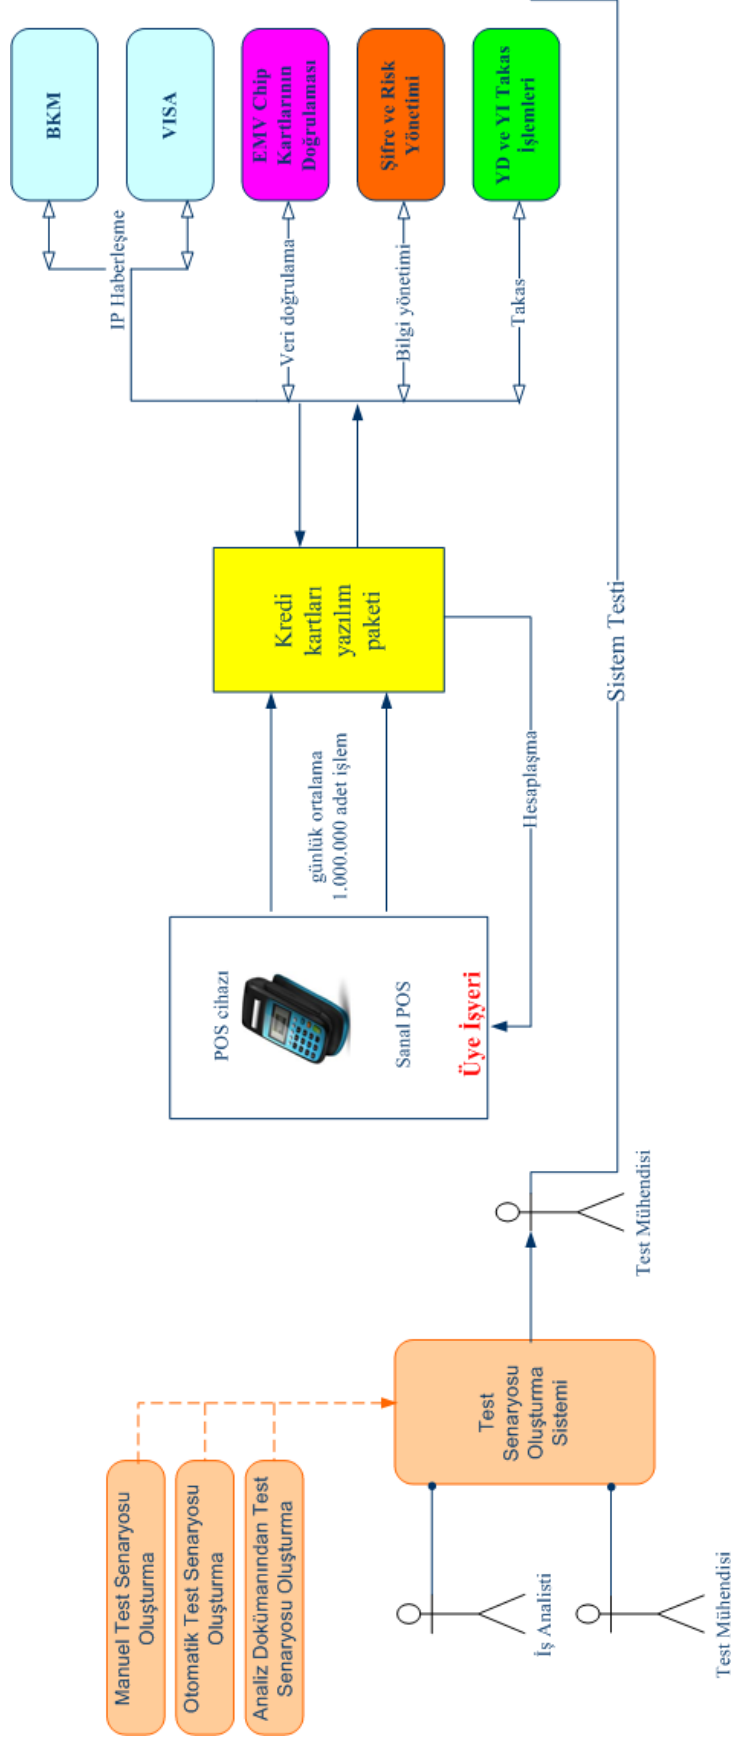 BKM
VISA
EMV Chip
Kartlarının
Doğrulaması
Şifre ve Risk
Yönetimi
YD ve YI Takas
İşlemleri
IP Haberleşme
Veri doğrulama
Bilgi yönetimi
Takas
Kredi
kartları
yazılım
paketi
günlük ortalama
1.000.000 adet işlem
Hesaplaşma
Sistem Testi
POS cihazı
Sanal POS
Üye İşyeri
Test Mühendisi
Test
Senaryosu
Oluşturma
Sistemi
Manuel Test Senaryosu
Oluşturma
Otomatik Test Senaryosu
Oluşturma
Analiz Dokümanından Test
Senaryosu Oluşturma
İş Analisti
Test Mühendisi